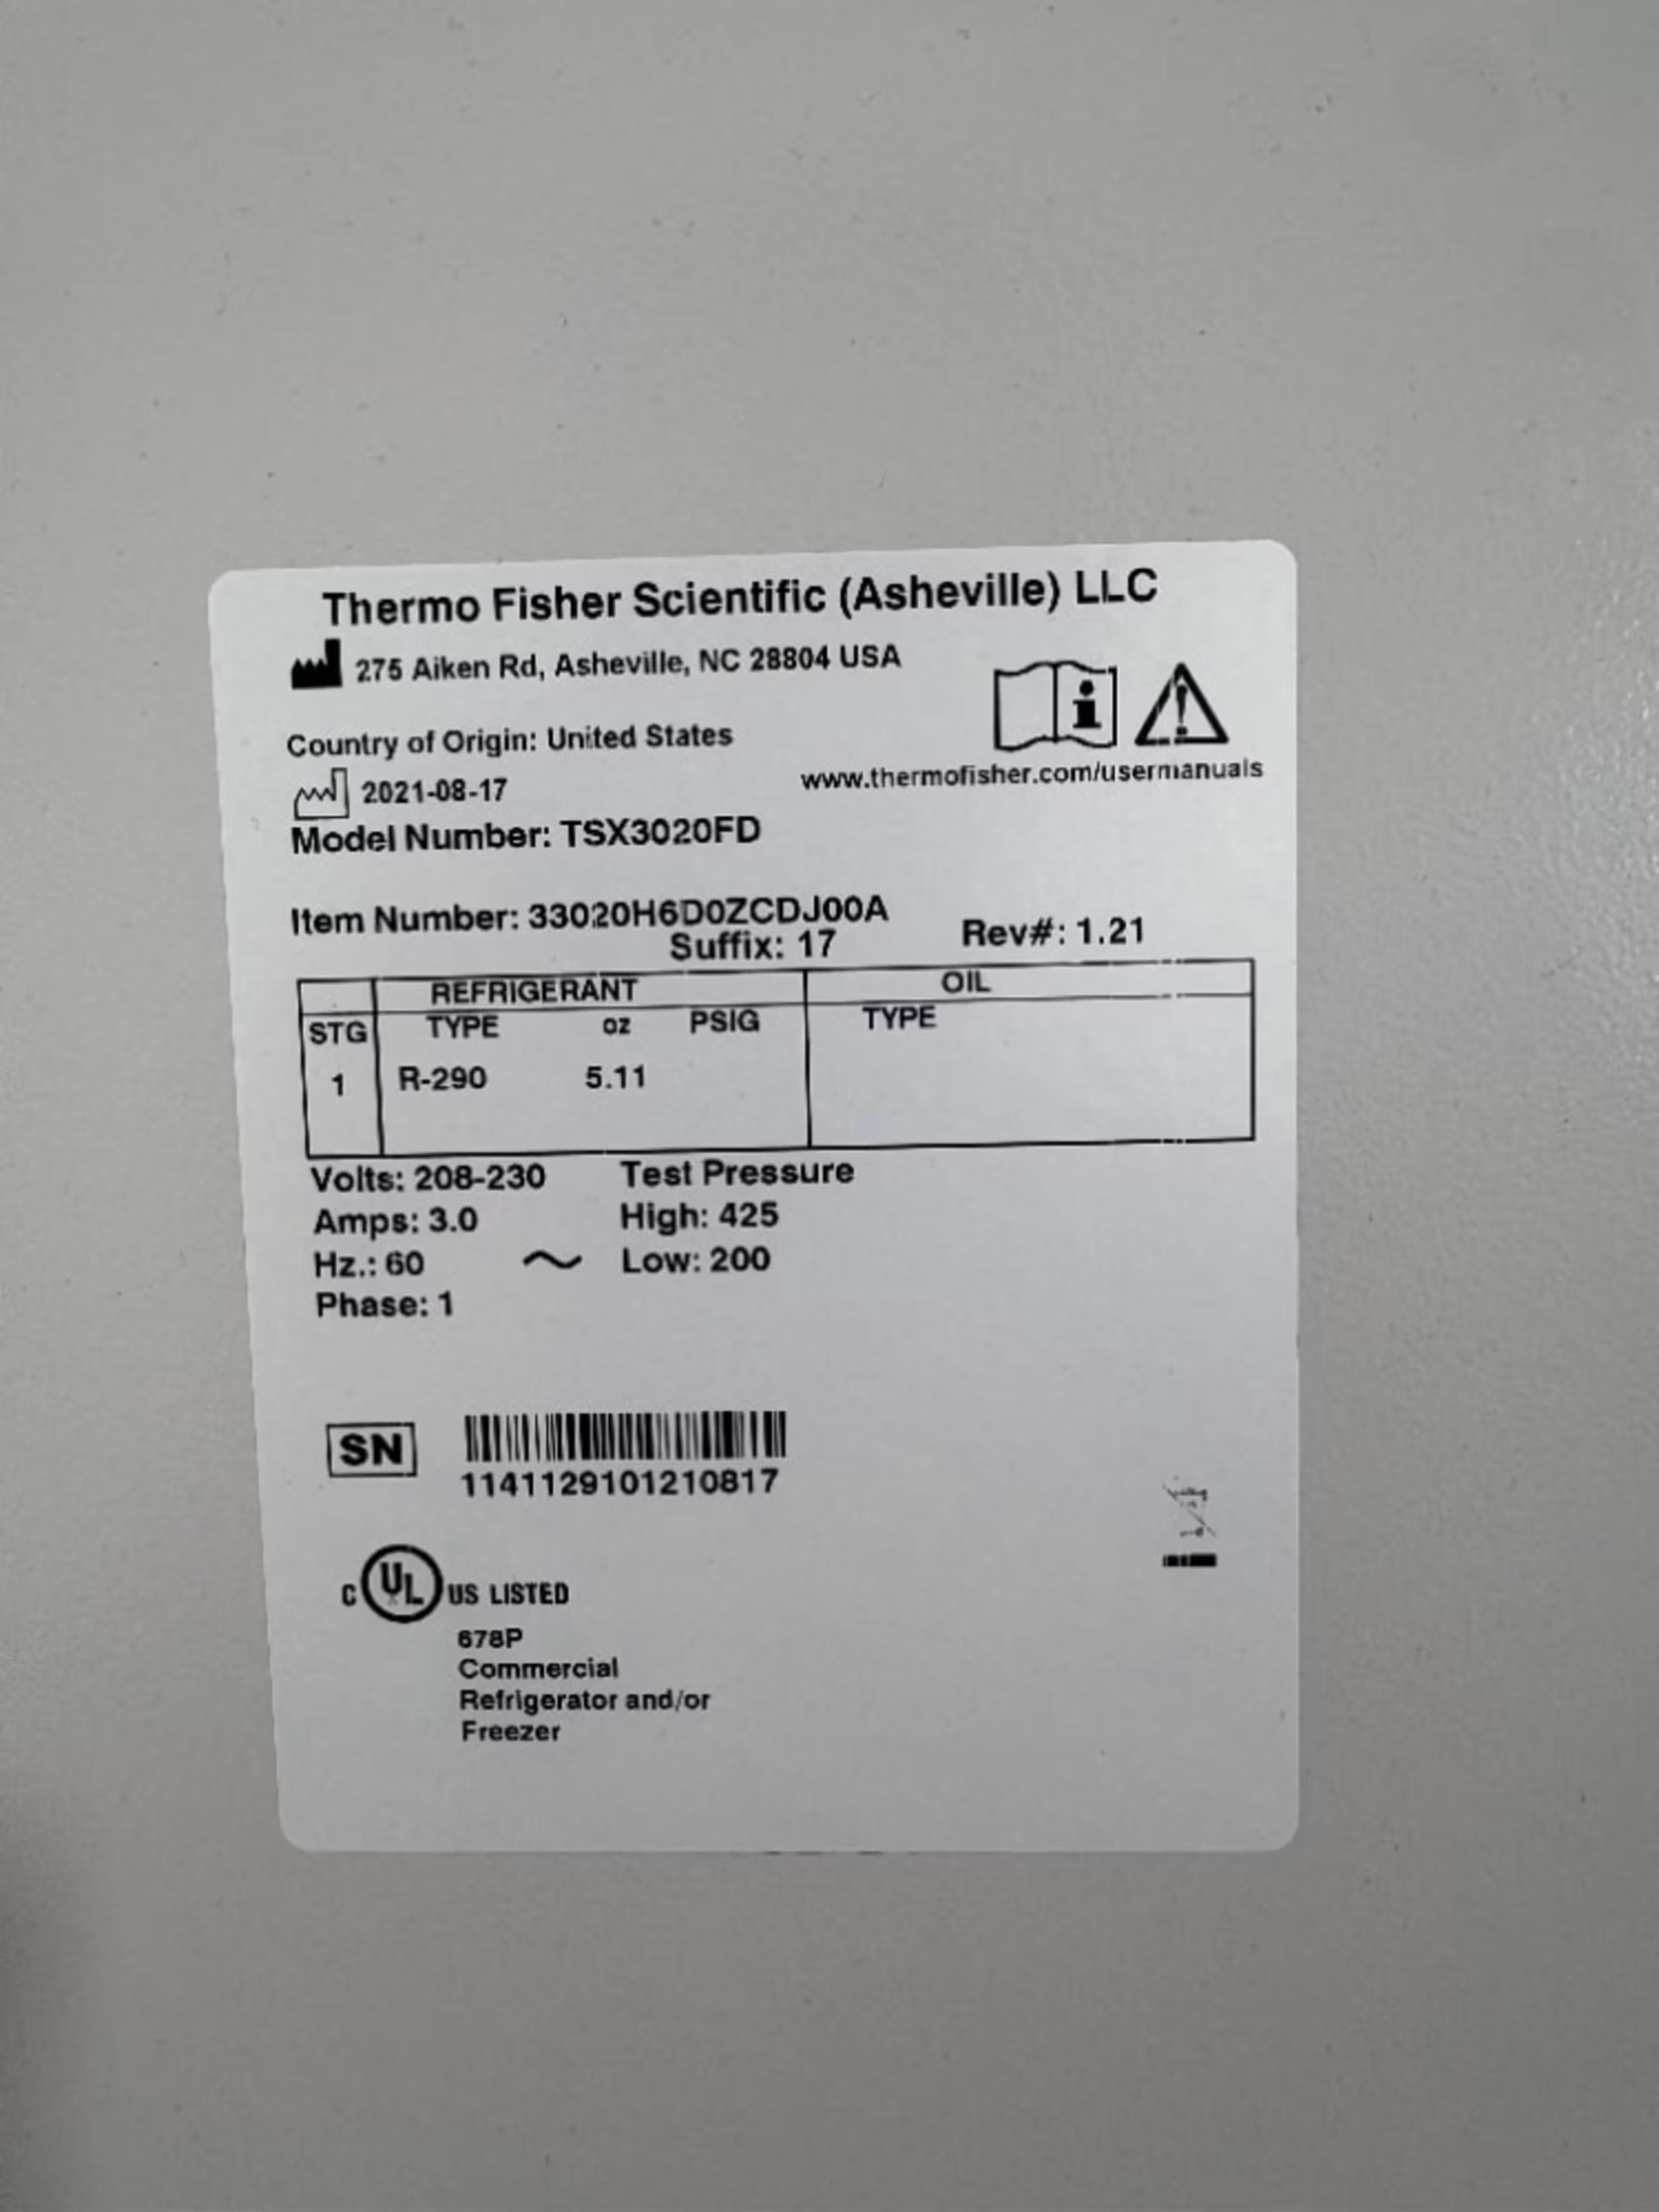 Thermo Fisher Scientific (Asheville) LLC
275 Aiken Rd, Asheville, NC 28804 USA
Country of Origin: United States
www.thermofisher.com/usermanuals
2021-08-17
Model Number: TSX3020FD
Item Number: 33020H6D0ZCDJ00A
Suffix: 17 Rev#: 1.21
REFRIGERANT OIL
STG TYPE oz PSIG TYPE
1 R-290 5.11
Volts: 208-230 Test Pressure
Amps: 3.0 High: 425
Hz.: 60 ~ Low: 200
Phase: 1
SN
1141129101210817
C UL US LISTED
678P
Commercial
Refrigerator and/or
Freezer